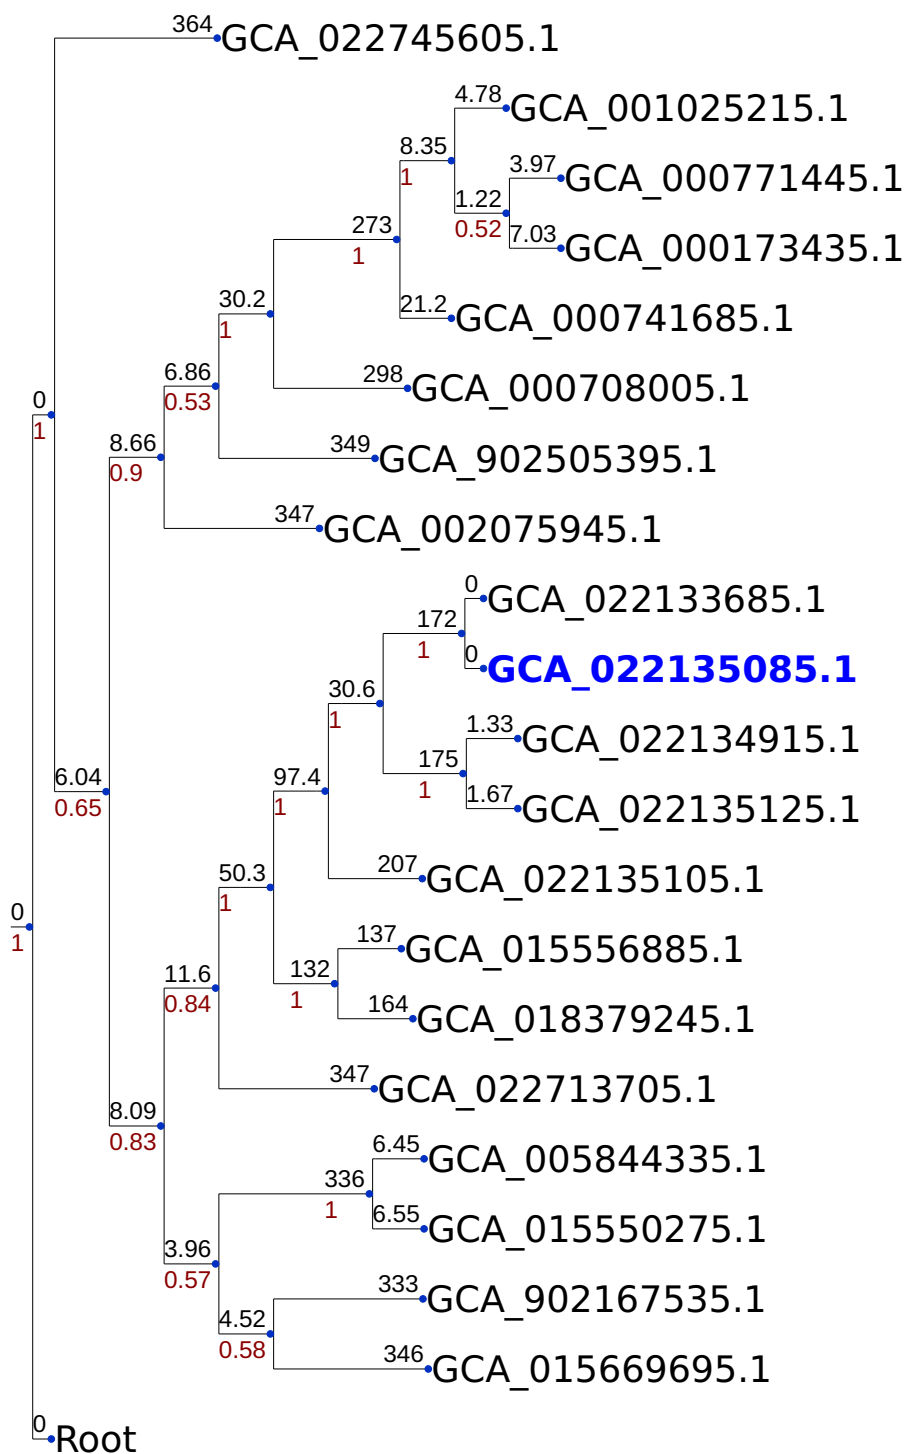 364
GCA_022745605.1
4.78
GCA_001025215.1
8.35
1
3.97
GCA_000771445.1
1.22
0.52
273
1
7.03
GCA_000173435.1
30.2
1
21.2
GCA_000741685.1
6.86
0.53
298
GCA_000708005.1
0
1
8.66
0.9
349
GCA_902505395.1
347
GCA_002075945.1
0
GCA_022133685.1
172
1
0
GCA_022135085.1
30.6
1
1.33
GCA_022134915.1
175
1
6.04
0.65
97.4
1
1.67
GCA_022135125.1
207
GCA_022135105.1
50.3
1
0
1
137
GCA_015556885.1
132
1
11.6
0.84
164
GCA_018379245.1
347
GCA_022713705.1
8.09
0.83
6.45
GCA_005844335.1
336
1
6.55
GCA_015550275.1
3.96
0.57
333
GCA_902167535.1
4.52
0.58
346
GCA_015669695.1
0
Root